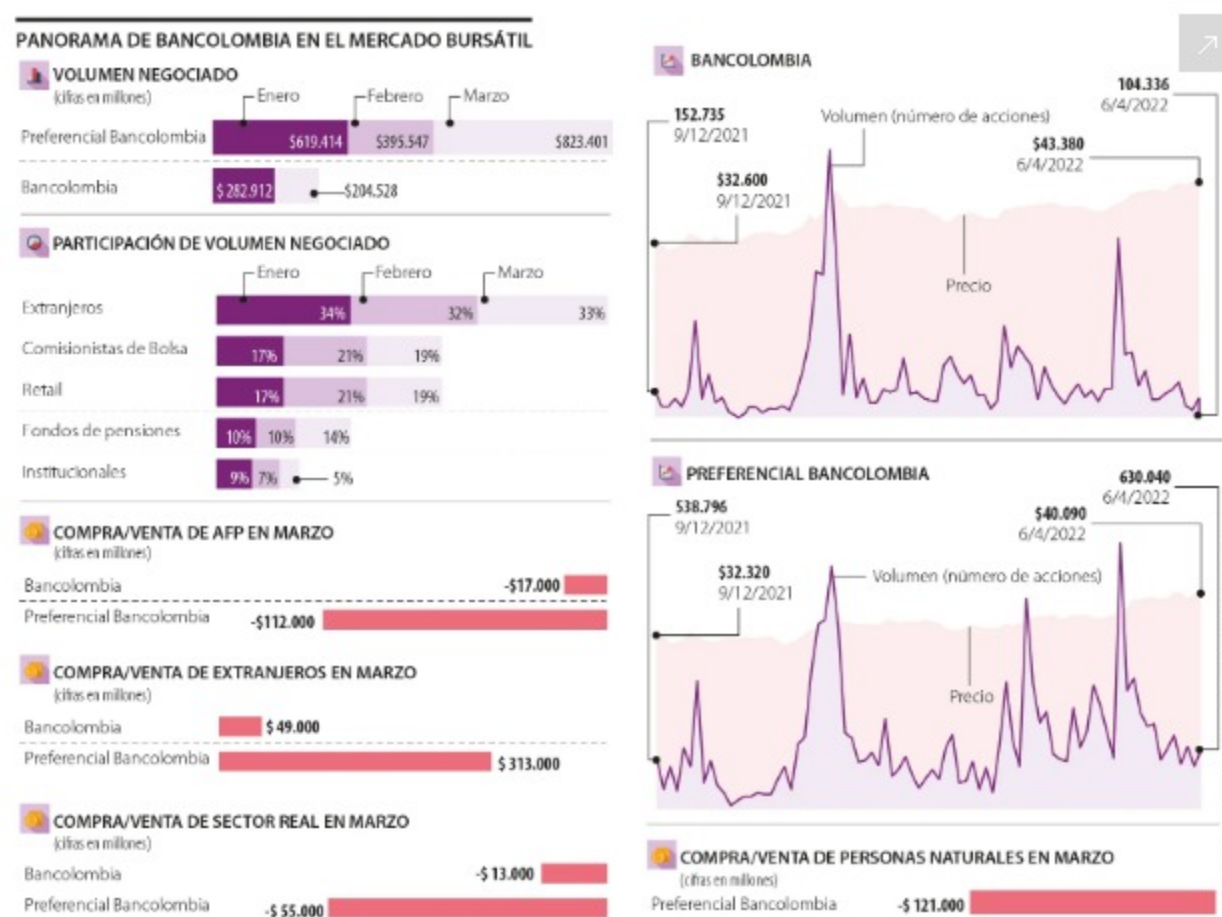 PANORAMA DE BANCOLOMBIA EN EL MERCADO BURSÁTIL
VOLUMEN NEGOCIADO
(cifras en millones)
Enero
Febrero
Marzo
Preferencial Bancolombia
$619.414
$395.547
$823.401
Bancolombia
$282.912
$204.528
PARTICIPACIÓN DE VOLUMEN NEGOCIADO
Enero
Febrero
Marzo
Extranjeros
34%
32%
33%
Comisionistas de Bolsa
17%
21%
19%
Retail
17%
21%
19%
Fondos de pensiones
10%
10%
14%
Institucionales
9%
7%
5%
COMPRA/VENTA DE AFP EN MARZO
(cifras en millones)
Bancolombia
-$17.000
Preferencial Bancolombia
-$112.000
COMPRA/VENTA DE EXTRANJEROS EN MARZO
(cifras en millones)
Bancolombia
$ 49.000
Preferencial Bancolombia
$ 313.000
COMPRA/VENTA DE SECTOR REAL EN MARZO
(cifras en millones)
Bancolombia
-$ 13.000
Preferencial Bancolombia
-$ 55.000
BANCOLOMBIA
152.735
9/12/2021
$32.600
9/12/2021
Volumen (número de acciones)
104.336
6/4/2022
$43.380
6/4/2022
Precio
PREFERENCIAL BANCOLOMBIA
538.796
9/12/2021
$32.320
9/12/2021
Volumen (número de acciones)
630.040
6/4/2022
$40.090
6/4/2022
Precio
COMPRA/VENTA DE PERSONAS NATURALES EN MARZO
(cifras en millones)
Preferencial Bancolombia
-$ 121.000